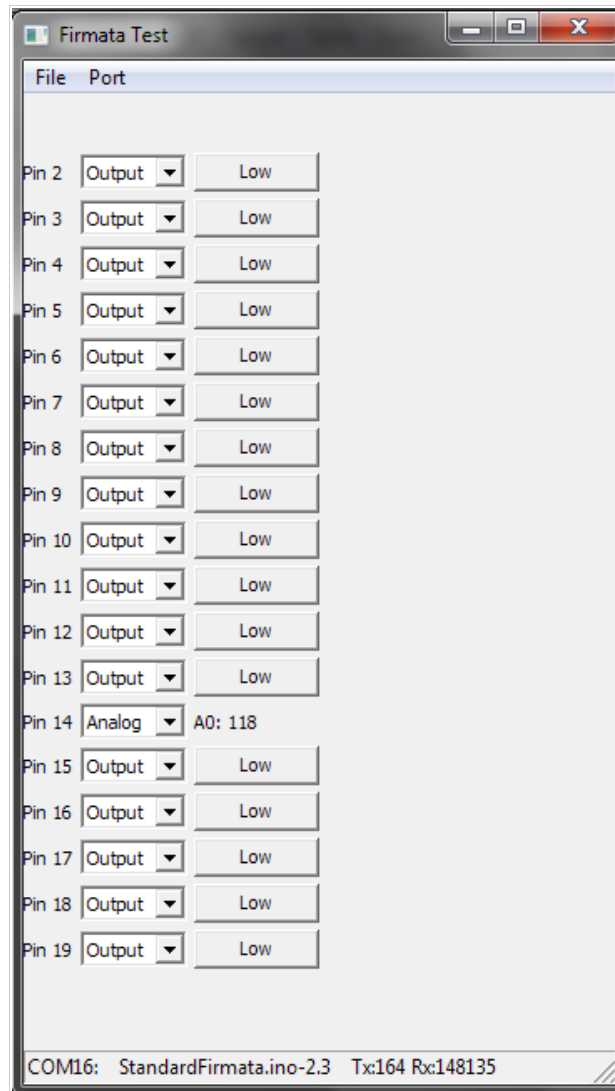 Firmata Test
File Port
Pin 2 Output Low
Pin 3 Output Low
Pin 4 Output Low
Pin 5 Output Low
Pin 6 Output Low
Pin 7 Output Low
Pin 8 Output Low
Pin 9 Output Low
Pin 10 Output Low
Pin 11 Output Low
Pin 12 Output Low
Pin 13 Output Low
Pin 14 Analog A0: 118
Pin 15 Output Low
Pin 16 Output Low
Pin 17 Output Low
Pin 18 Output Low
Pin 19 Output Low
COM16: StandardFirmata.ino-2.3 Tx:164 Rx:148135